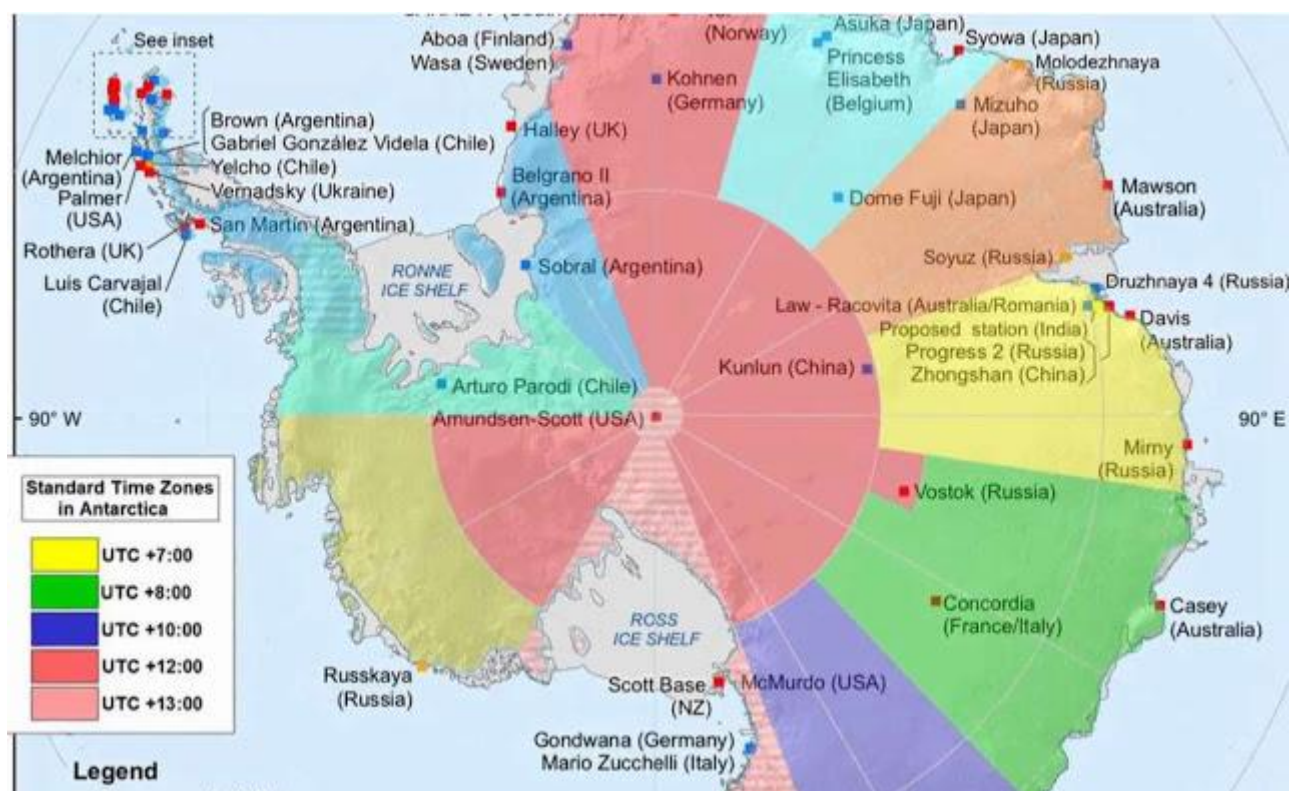 See inset
Aboa (Finland)
Wasa (Sweden)
(Norway)
Asuka (Japan)
Princess
Elisabeth
(Belgium)
Syowa (Japan)
Molodezhnaya
(Russia)
Kohnen
(Germany)
Mizuho
(Japan)
Halley (UK)
Brown (Argentina)
Gabriel González Videla (Chile)
Melchior
(Argentina)
Yelcho (Chile)
Vernadsky (Ukraine)
Palmer
(USA)
Belgrano II
(Argentina)
Dome Fuji (Japan)
Mawson
(Australia)
San Martín (Argentina)
Rothera (UK)
Luis Carvajal
(Chile)
RONNE
ICE SHELF
Sobral (Argentina)
Soyuz (Russia)
Druzhnaya 4 (Russia)
Law - Racovita (Australia/Romania)
Proposed station (India)
Progress 2 (Russia)
Zhongshan (China)
Davis
(Australia)
Kunlun (China)
Arturo Parodi (Chile)
Amundsen-Scott (USA)
90° W
90° E
Mirny
(Russia)
Vostok (Russia)
Standard Time Zones
in Antarctica
UTC +7:00
UTC +8:00
UTC +10:00
UTC +12:00
UTC +13:00
Concordia
(France/Italy)
Casey
(Australia)
ROSS
ICE SHELF
Russkaya
(Russia)
Scott Base
(NZ)
McMurdo (USA)
Gondwana (Germany)
Mario Zucchelli (Italy)
Legend